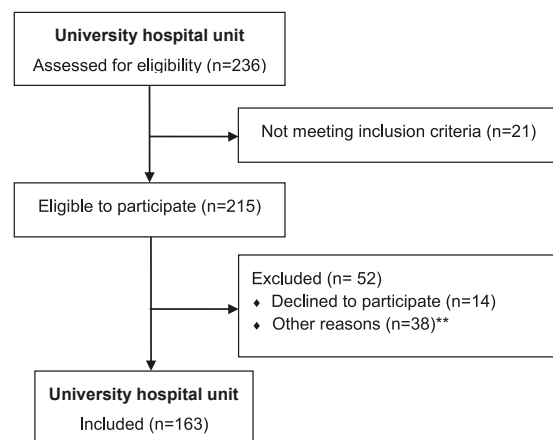 University hospital unit
Assessed for eligibility (n=236)
Not meeting inclusion criteria (n=21)
Eligible to participate (n=215)
Excluded (n= 52)
♦ Declined to participate (n=14)
♦ Other reasons (n=38)**
University hospital unit
Included (n=163)